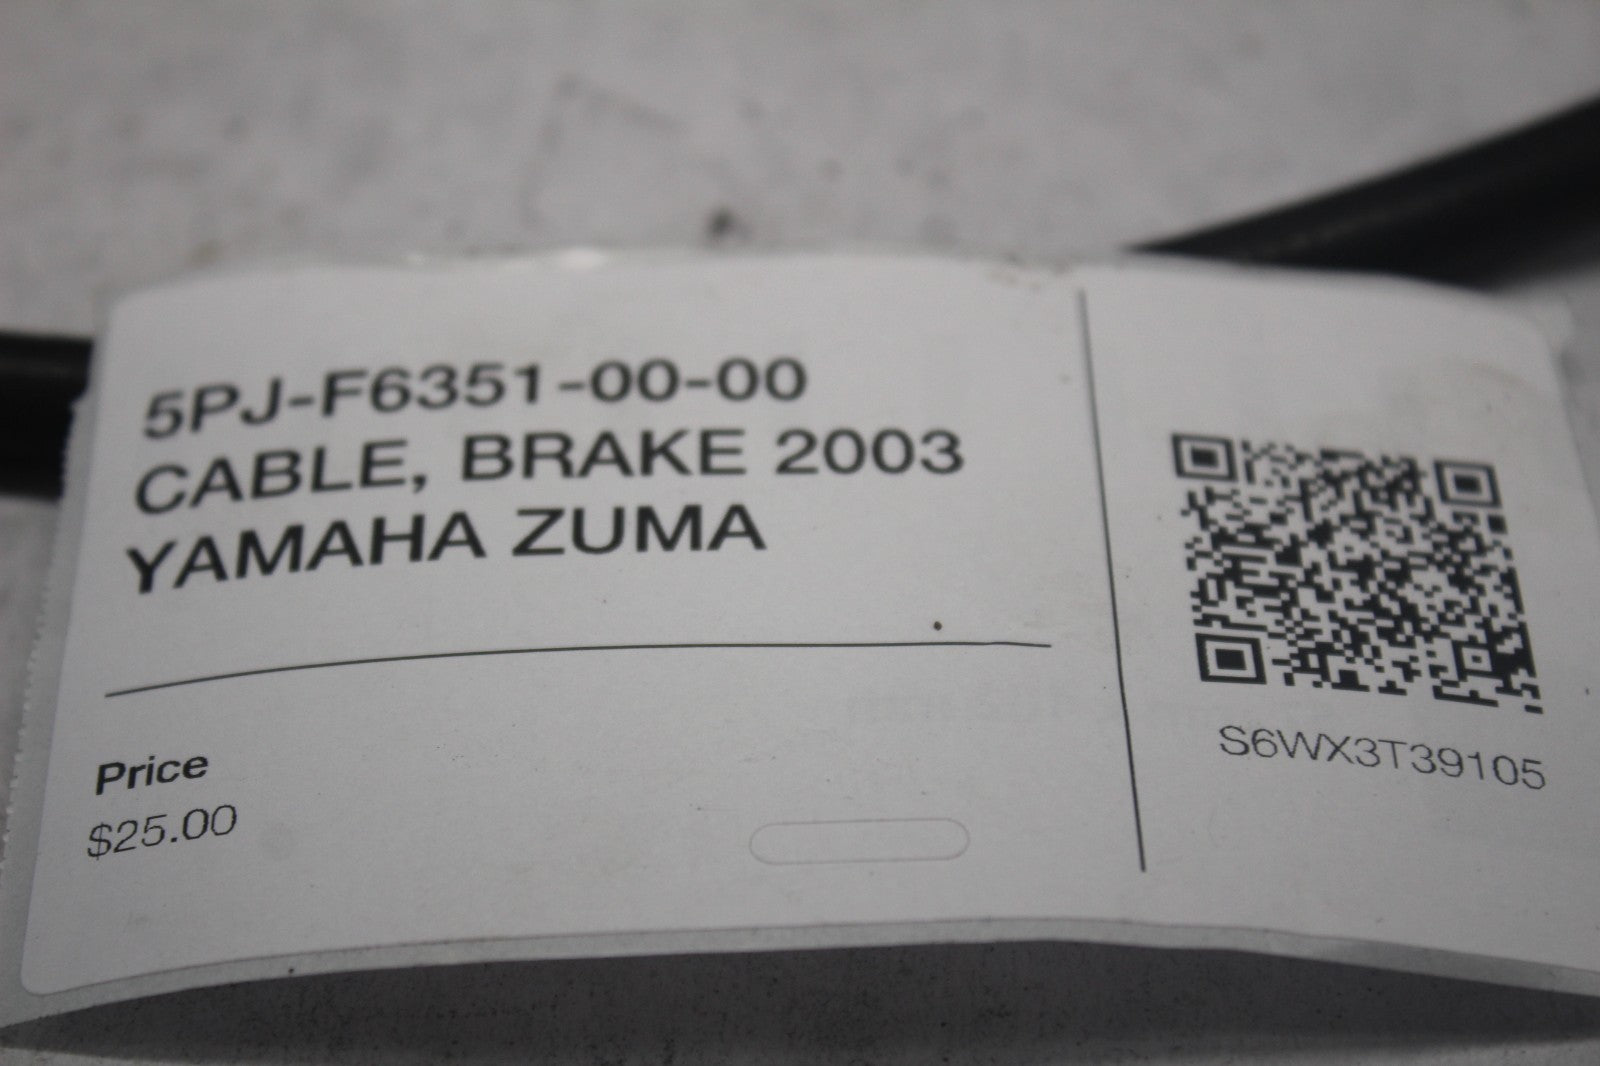 5PJ-F6351-00-00
CABLE, BRAKE 2003
YAMAHA ZUMA
Price
$25.00
S6WX3T39105